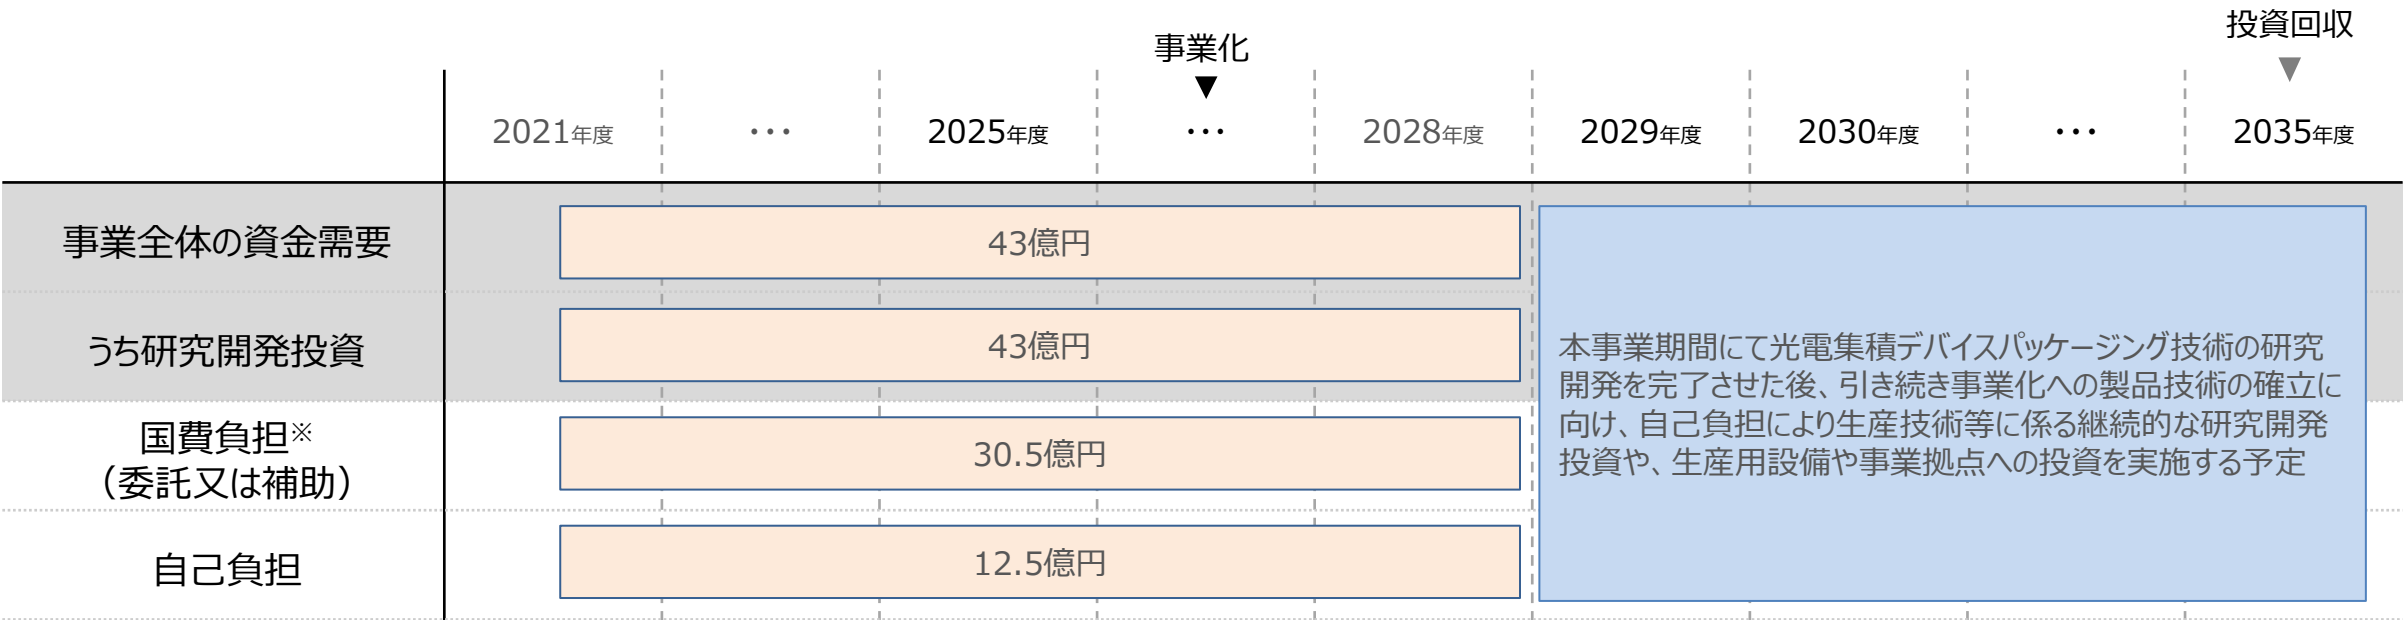 投資回収
▼
事業化
▼
2021年度 ・・・ 2025年度 ・・・ 2028年度 2029年度 2030年度 ・・・ 2035年度
事業全体の資金需要
43億円
うち研究開発投資
43億円
国費負担※
（委託又は補助）
30.5億円
自己負担
12.5億円
本事業期間にて光電集積デバイスパッケージング技術の研究
開発を完了させた後、引き続き事業化への製品技術の確立に
向け、自己負担により生産技術等に係る継続的な研究開発
投資や、生産用設備や事業拠点への投資を実施する予定